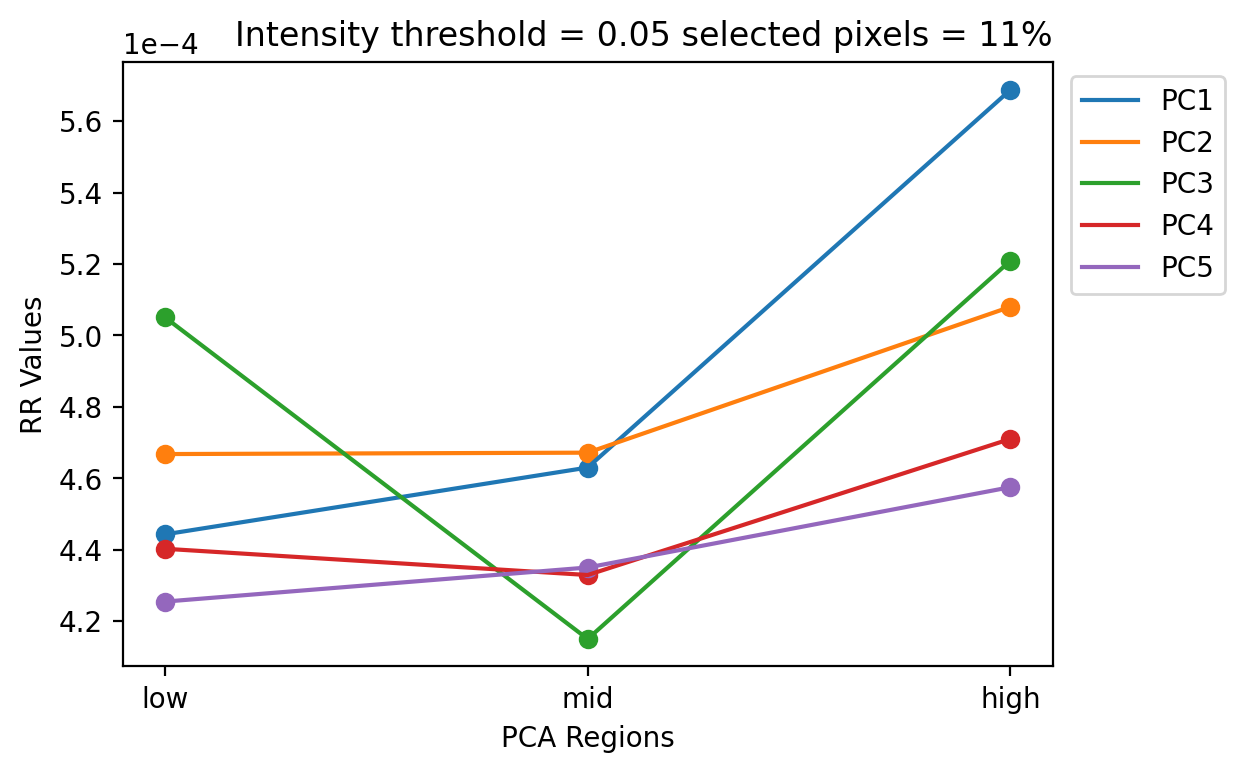 1e−4
Intensity threshold = 0.05 selected pixels = 11%
5.6
5.4
5.2
5.0
4.8
4.6
4.4
4.2
RR Values
low
mid
high
PCA Regions
PC1
PC2
PC3
PC4
PC5